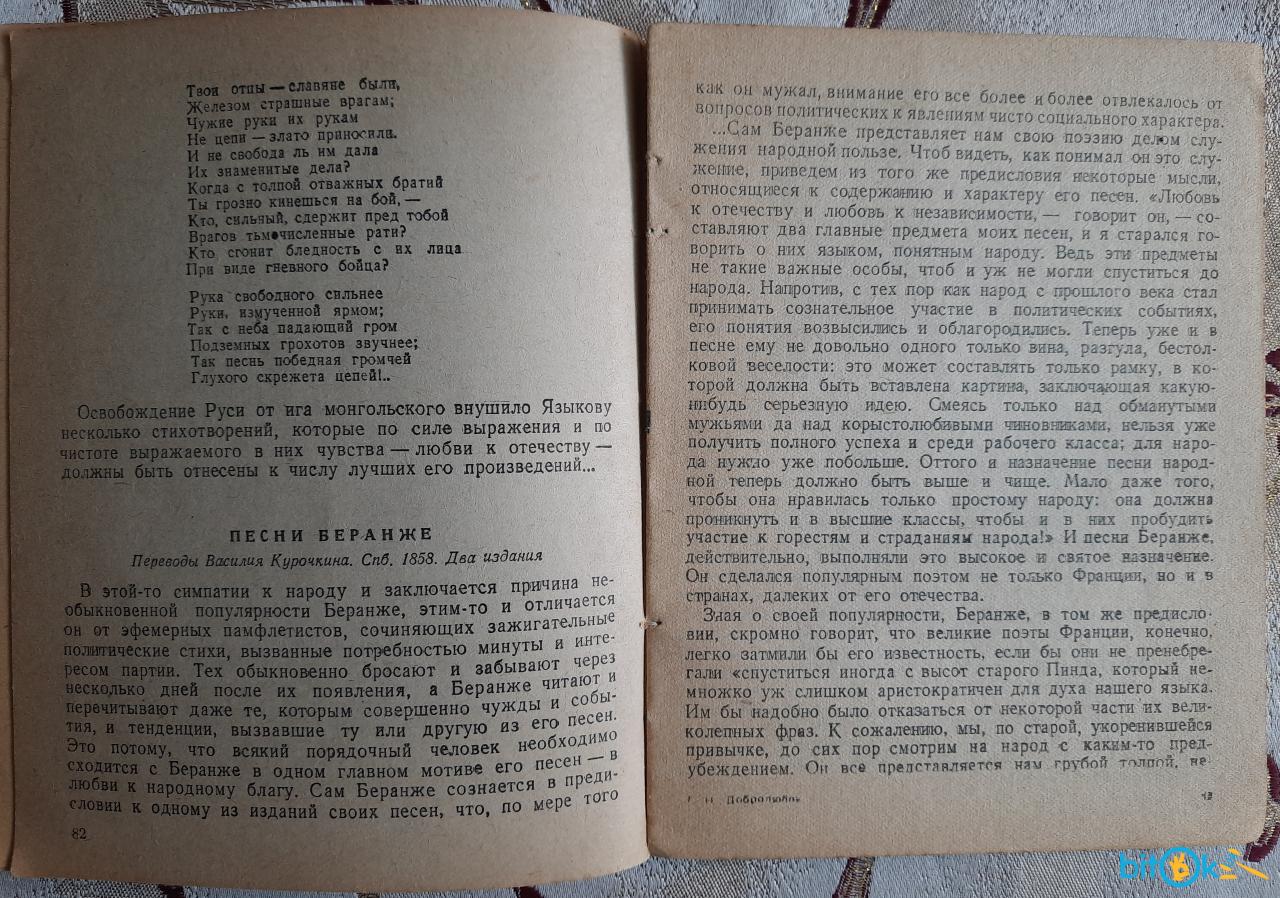 Твои отцы — славяне были,
Железом страшные врагам;
Чужие руки их рукам
Не цепи — злато приносили.
И не свобода ль им дала
Их знаменитые дела?
Когда с толпой отважных братий
Ты грозно кинешься на бой, —
Кто, сильный, сдержит пред тобой
Врагов тьмочисленные рати?
Кто сгонит бледность с их лица
При виде гневного бойца?
Рука свободного сильнее
Руки, измученной ярмом;
Так с неба падающий гром
Подземных грохотов звучнее;
Так песнь победная громчей
Глухого скрежета цепей!..
Освобождение Руси от ига монгольского внушило Языкову
несколько стихотворений, которые по силе выражения и по
чистоте выражаемого в них чувства — любви к отечеству —
должны быть отнесены к числу лучших его произведений...
ПЕСНИ БЕРАНЖЕ
Переводы Василия Курочкина. Спб. 1858. Два издания
В этой-то симпатии к народу и заключается причина не-
обыкновенной популярности Беранже, этим-то и отличается
он от эфемерных памфлетистов, сочиняющих зажигательные
политические стихи, вызванные потребностью минуты и инте-
ресом партии. Тех обыкновенно бросают и забывают через
несколько дней после их появления, а Беранже читают и
перечитывают даже те, которым совершенно чужды и собы-
тия, и тенденции, вызвавшие ту или другую из его песен.
Это потому, что всякий порядочный человек необходимо
сходится с Беранже в одном главном мотиве его песен — в
любви к народному благу. Сам Беранже сознается в преди-
словии к одному из изданий своих песен, что, по мере того
82
как он мужал, внимание его все более и более отвлекалось от
вопросов политических к явлениям чисто социального характера.
...Сам Беранже представляет нам свою поэзию делом слу-
жения народной пользе. Чтоб видеть, как понимал он это слу-
жение, приведем из того же предисловия некоторые мысли,
относящиеся к содержанию и характеру его песен. «Любовь
к отечеству и любовь к независимости, — говорит он, — со-
ставляют два главные предмета моих песен, и я старался го-
ворить о них языком, понятным народу. Ведь эти предметы
не такие важные особы, чтоб и уж не могли спуститься до
народа. Напротив, с тех пор как народ с прошлого века стал
принимать сознательное участие в политических событиях,
его понятия возвысились и облагородились. Теперь уже и в
песне ему не довольно одного только вина, разгула, бестол-
ковой веселости: это может составлять только рамку, в ко-
торой должна быть вставлена картина, заключающая какую-
нибудь серьезную идею. Смеясь только над обманутыми
мужьями да над корыстолюбивыми чиновниками, нельзя уже
получить полного успеха и среди рабочего класса; для наро-
да нужно уже побольше. Оттого и назначение песни народ-
ной теперь должно быть выше и чище. Мало даже того,
чтобы она нравилась только простому народу: она должна
проникнуть и в высшие классы, чтобы и в них пробудить
участие к горестям и страданиям народа!» И песни Беранже,
действительно, выполняли это высокое и святое назначение.
Он сделался популярным поэтом не только Франции, но и в
странах, далеких от его отечества.
Зная о своей популярности, Беранже, в том же предисло-
вии, скромно говорит, что великие поэты Франции, конечно,
легко затмили бы его известность, если бы они не пренебре-
гали «спуститься иногда с высот старого Пинда, который не-
множко уж слишком аристократичен для духа нашего языка.
Им бы надобно было отказаться от некоторой части их вели-
колепных фраз. К сожалению, мы, по старой, укоренившейся
привычке, до сих пор смотрим на народ с каким-то пред-
убеждением. Он все представляется нам грубой толпой, не
Добролюбов
bitOk